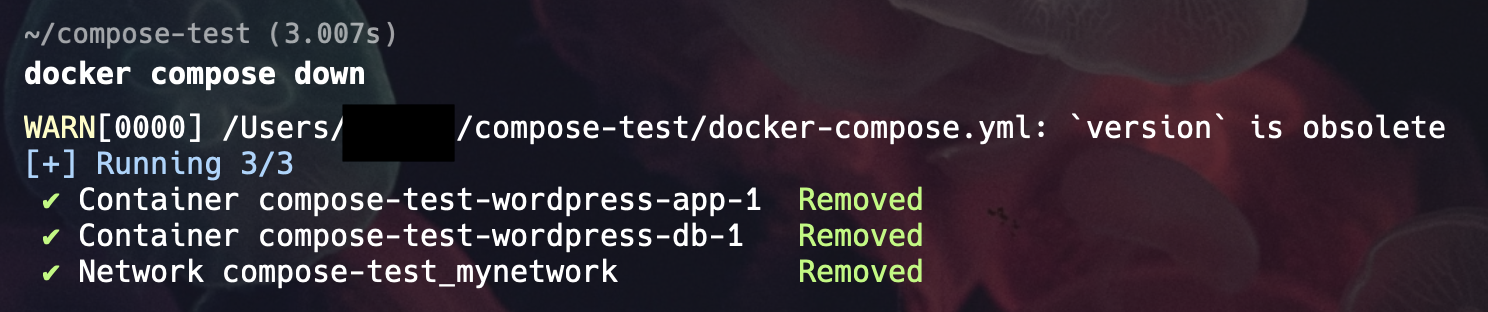 ~/compose-test (3.007s)
docker compose down
WARN[0000] /Users/ /compose-test/docker-compose.yml: `version` is obsolete
[+] Running 3/3
✔ Container compose-test-wordpress-app-1 Removed
✔ Container compose-test-wordpress-db-1 Removed
✔ Network compose-test_mynetwork Removed